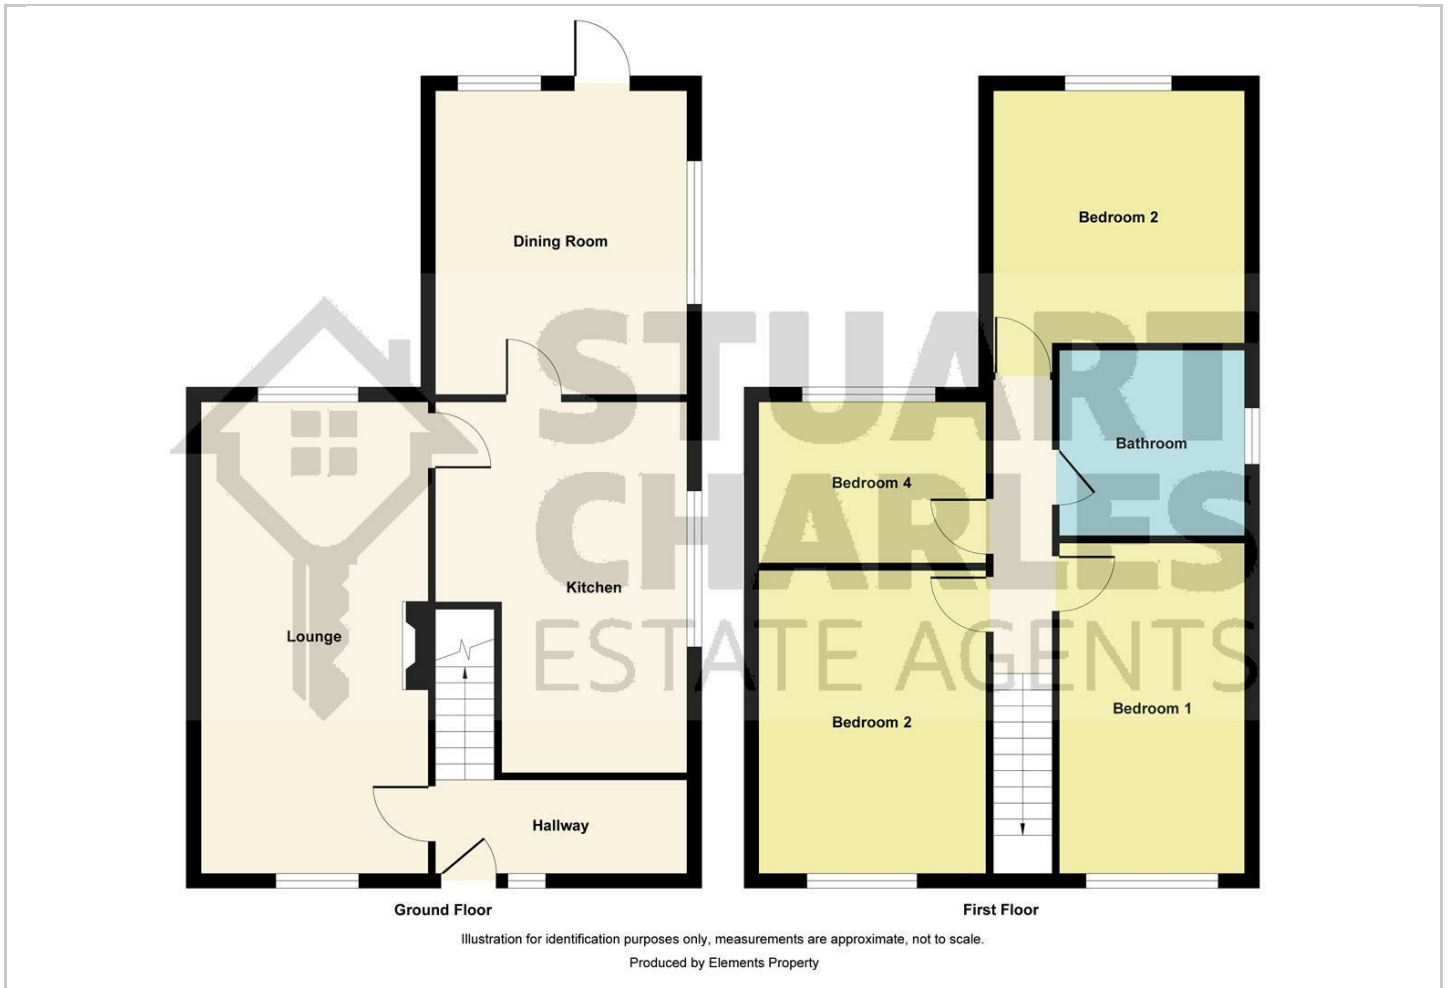 Dining Room
Kitchen
Lounge
Hallway
Ground Floor
Bedroom 2
Bathroom
Bedroom 4
Bedroom 2
Bedroom 1
First Floor
STUART
CHARLES
ESTATE AGENTS
Illustration for identification purposes only, measurements are approximate, not to scale.
Produced by Elements Property